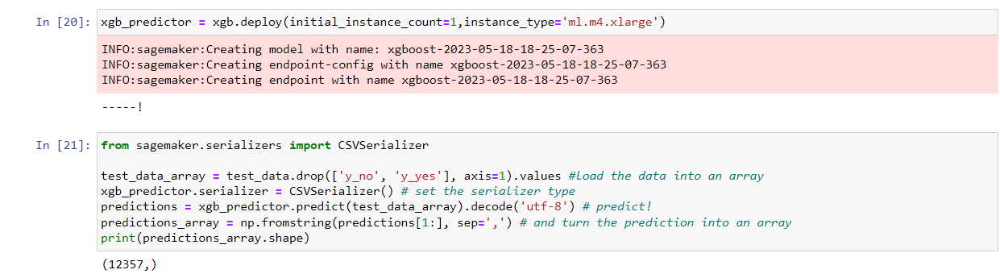 In [20]: xgb_predictor = xgb.deploy(initial_instance_count=1,instance_type='ml.m4.xlarge')
INFO:sagemaker:Creating model with name: xgboost-2023-05-18-18-25-07-363
INFO:sagemaker:Creating endpoint-config with name xgboost-2023-05-18-18-25-07-363
INFO:sagemaker:Creating endpoint with name xgboost-2023-05-18-18-25-07-363
-----!
In [21]: from sagemaker.serializers import CSVSerializer
test_data_array = test_data.drop(['y_no', 'y_yes'], axis=1).values #load the data into an array
xgb_predictor.serializer = CSVSerializer() # set the serializer type
predictions = xgb_predictor.predict(test_data_array).decode('utf-8') # predict!
predictions_array = np.fromstring(predictions[1:], sep=',') # and turn the prediction into an array
print(predictions_array.shape)
(12357,)